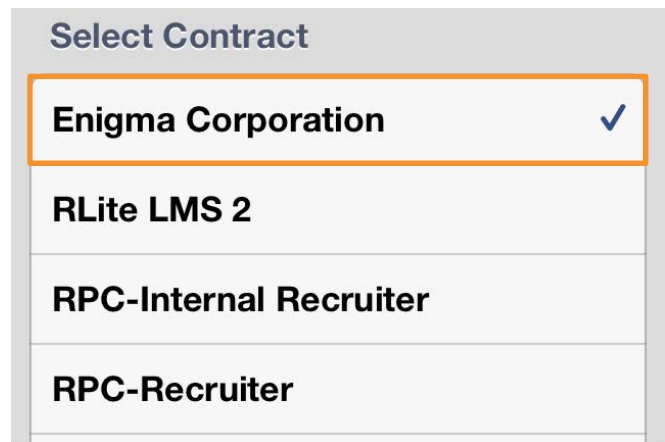 Select Contract
Enigma Corporation
RLite LMS 2
RPC-Internal Recruiter
RPC-Recruiter